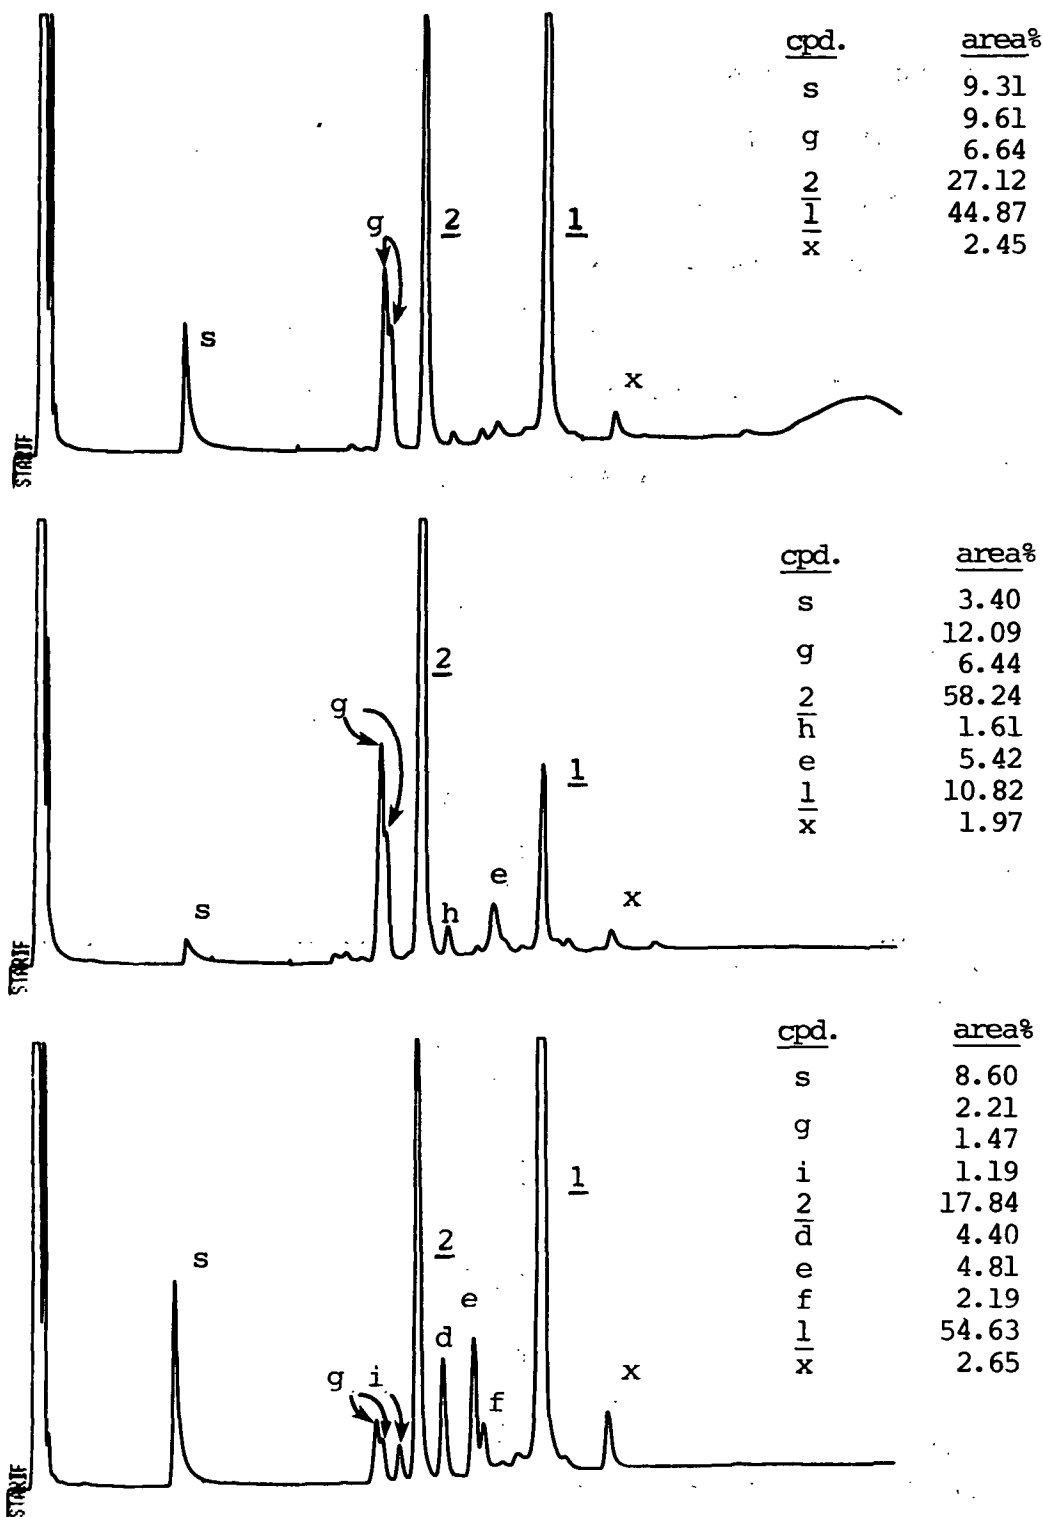 cpd. area%
s 9.31
9.61
g
6.64
2 27.12
1 44.87
x 2.45
g
2
1
s
x
cpd. area%
s 3.40
12.09
g
6.44
2 58.24
h 1.61
e 5.42
1 10.82
x 1.97
2
g
1
e
s
h
x
cpd. area%
s 8.60
2.21
g
1.47
i 1.19
2 17.84
d 4.40
e 4.81
f 2.19
1 54.63
x 2.65
1
2
s
e
d
x
g i
f